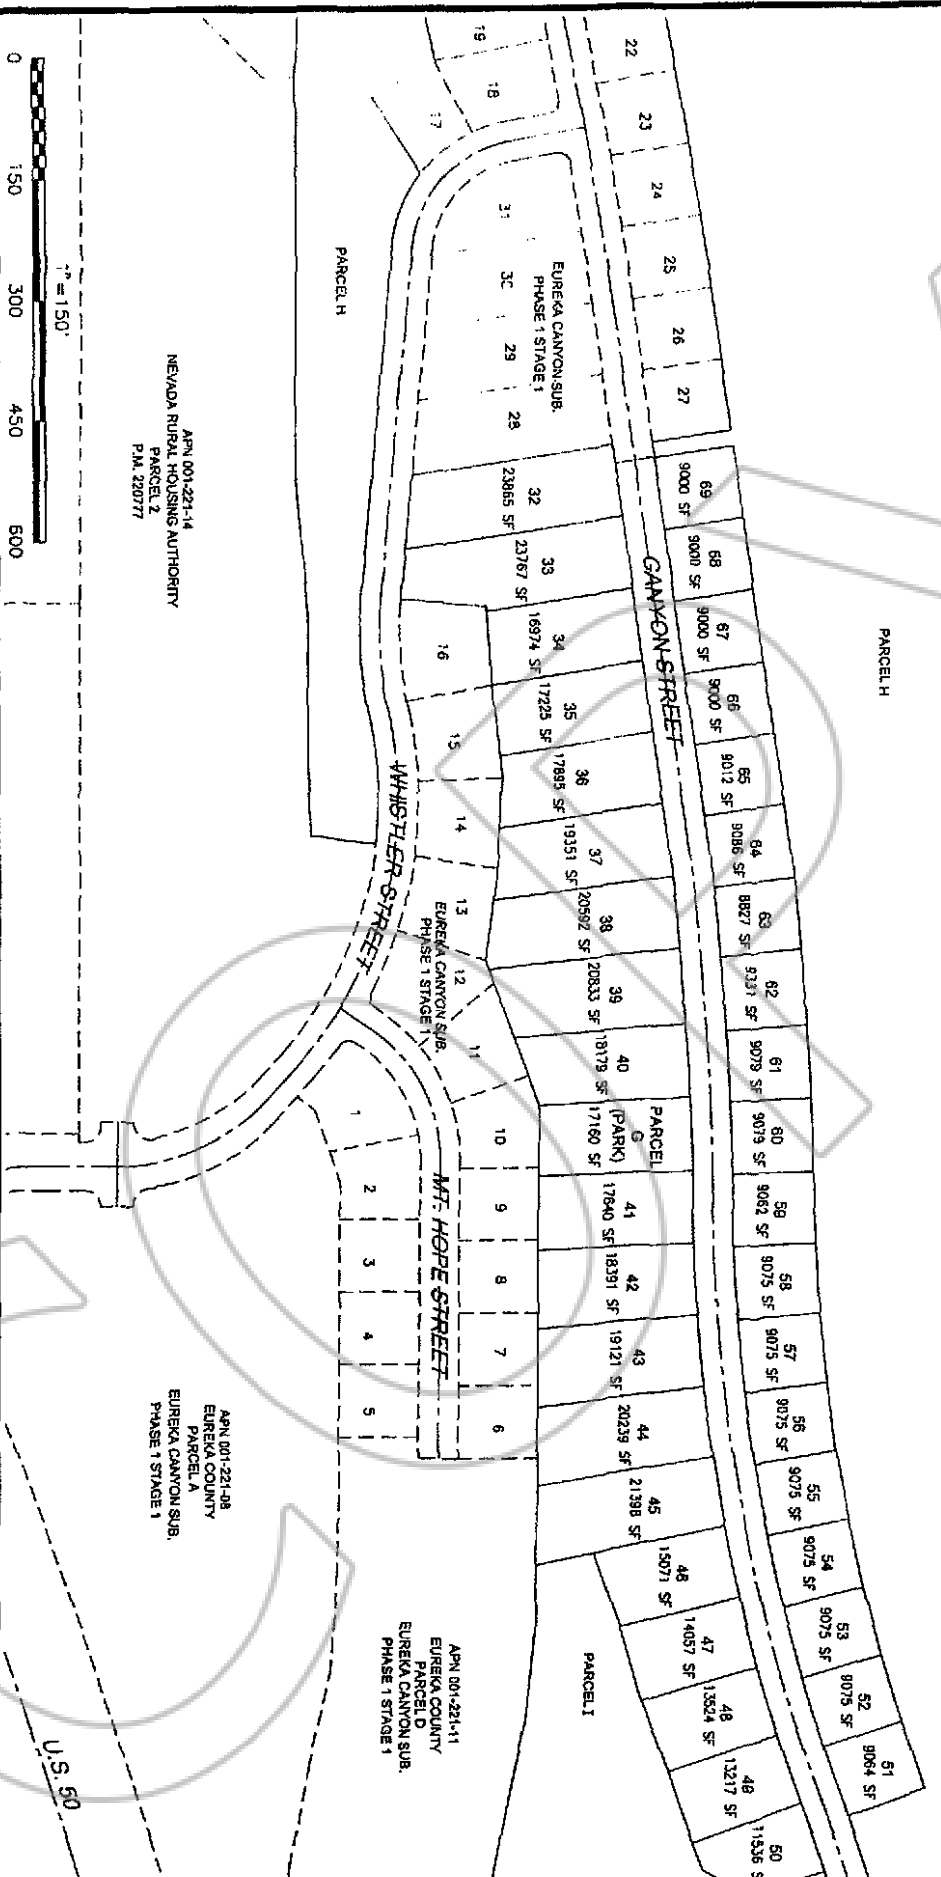 22
23
24
25
26
27
69
9000 SF
68
9000 SF
67
9000 SF
66
9000 SF
65
9012 SF
64
9086 SF
63
8827 SF
62
9331 SF
61
9079 SF
60
9079 SF
59
9062 SF
58
9075 SF
57
9075 SF
56
9075 SF
55
9075 SF
54
9075 SF
53
9075 SF
52
9075 SF
51
9064 SF
PARCEL H
CANYON STREET
19
18
17
31
30
29
28
EUREKA CANYON SUB.
PHASE 1 STAGE 1
32
23865 SF
33
23767 SF
34
16974 SF
35
17225 SF
36
17895 SF
37
19351 SF
38
20592 SF
39
20833 SF
40
18179 SF
PARCEL
G
(PARK)
17160 SF
41
17640 SF
42
18391 SF
43
19121 SF
44
20239 SF
45
21398 SF
46
15071 SF
47
14057 SF
48
13524 SF
49
13217 SF
50
11536 S
16
15
14
13
12
11
10
9
8
7
6
EUREKA CANYON SUB.
PHASE 1 STAGE 1
WHISTLER STREET
MT. HOPE STREET
1
2
3
4
5
PARCEL H
PARCEL I
APN 001-221-11
EUREKA COUNTY
PARCEL D
EUREKA CANYON SUB.
PHASE 1 STAGE 1
APN 001-221-08
EUREKA COUNTY
PARCEL A
EUREKA CANYON SUB.
PHASE 1 STAGE 1
APN 001-221-14
NEVADA RURAL HOUSING AUTHORITY
PARCEL 2
P.M. 220777
U.S. 50
1"=150'
0 150 300 450 600